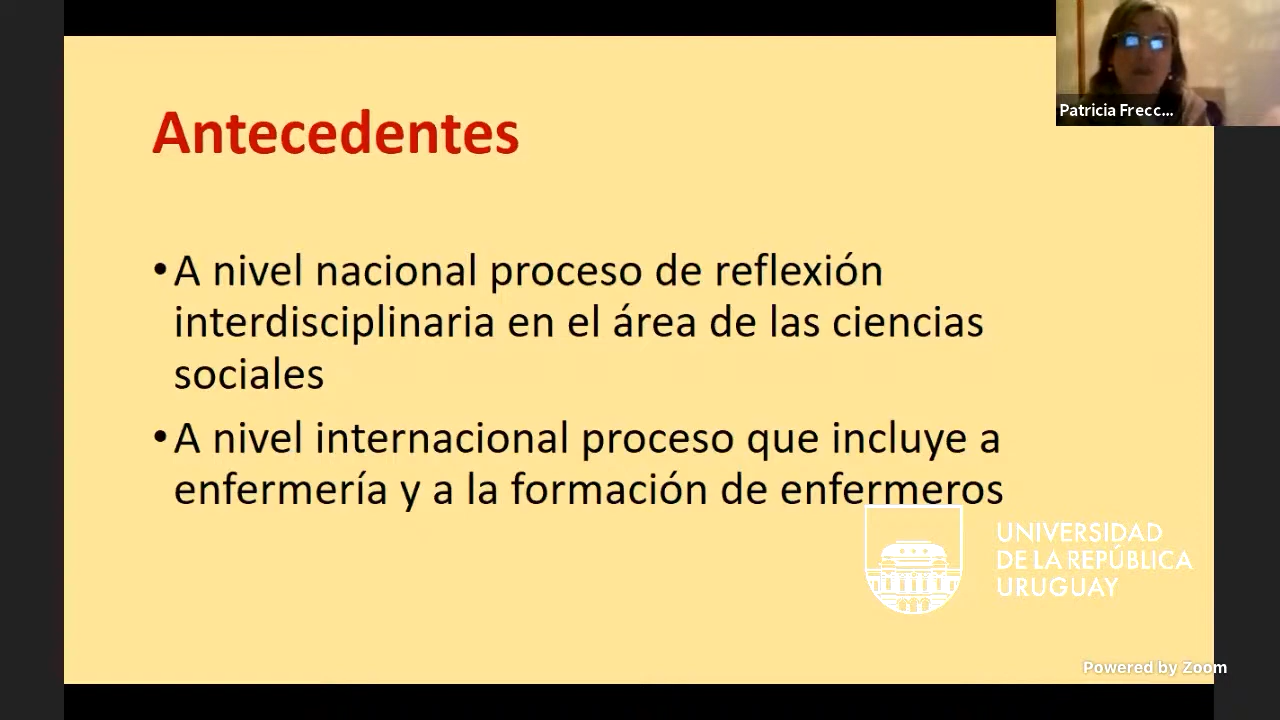 Patricia Frecc...
Antecedentes
•A nivel nacional proceso de reflexión
interdisciplinaria en el área de las ciencias
sociales
•A nivel internacional proceso que incluye a
enfermería y a la formación de enfermeros
UNIVERSIDAD
DE LA REPÚBLICA
URUGUAY
Powered by Zoom